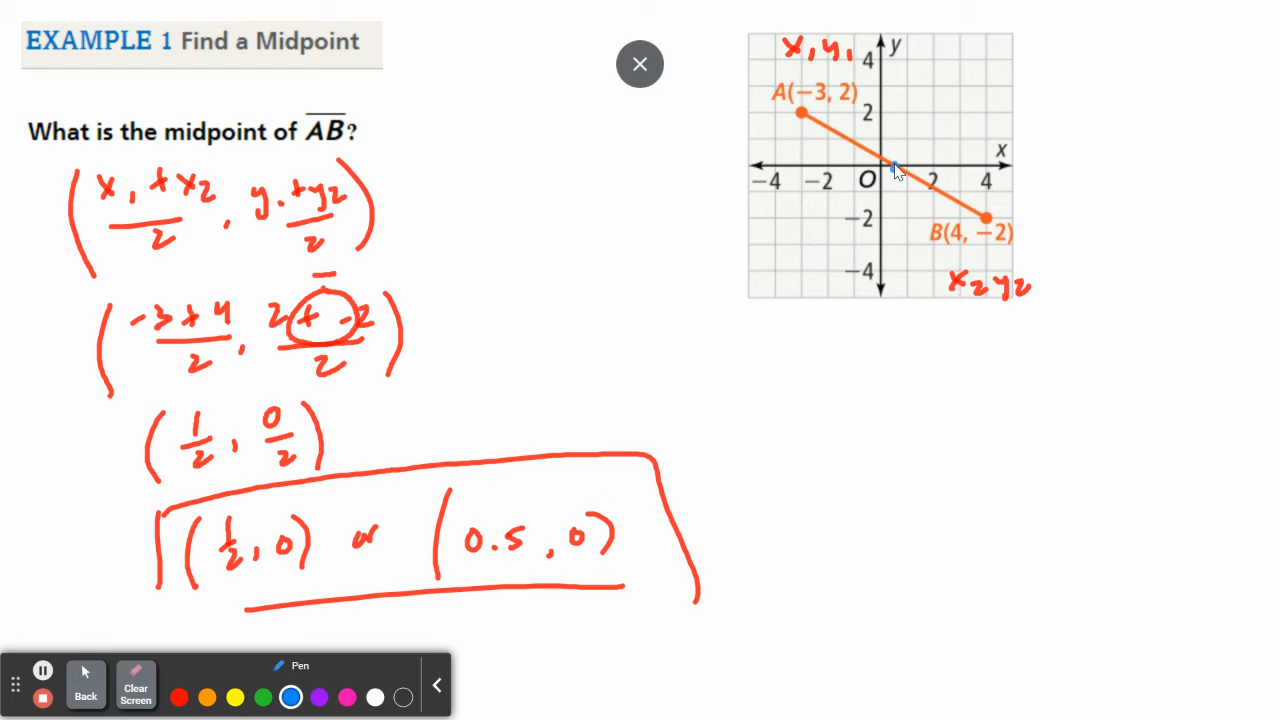 EXAMPLE 1 Find a Midpoint
What is the midpoint of AB?
(x₁ + x₂ / 2, y₁ + y₂ / 2)
(-3 + 4 / 2, 2 + -2 / 2)
(1/2, 0/2)
(1/2, 0) or (0.5, 0)
x₁ y₁
4 y
A(−3, 2)
2
x
−4 −2 O 2 4
−2
B(4, −2)
−4
x₂ y₂
Pen
Back
Clear
Screen